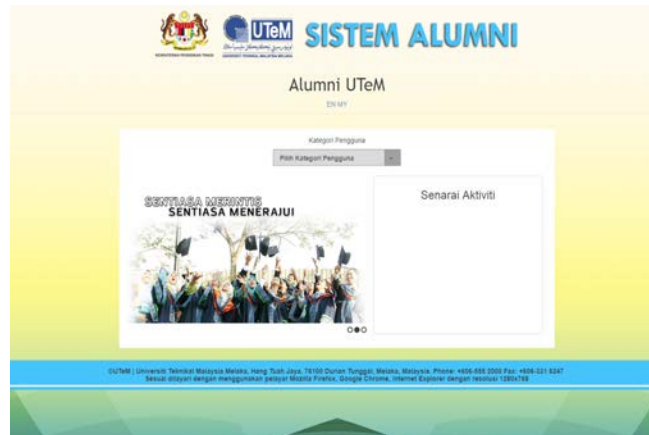 UTeM
SISTEM ALUMNI
Alumni UTeM
EN MY
Kategori Pengguna
Pilih Kategori Pengguna
SENTIASA MERINTIS
SENTIASA MENERAJUI
Senarai Aktiviti
©UTeM | Universiti Teknikal Malaysia Melaka, Hang Tuah Jaya, 76100 Durian Tunggal, Melaka, Malaysia. Phone: +606-555 2000 Fax: +606-331 6247
Sesuai dilayari dengan menggunakan pelayar Mozilla Firefox, Google Chrome, Internet Explorer dengan resolusi 1280x768